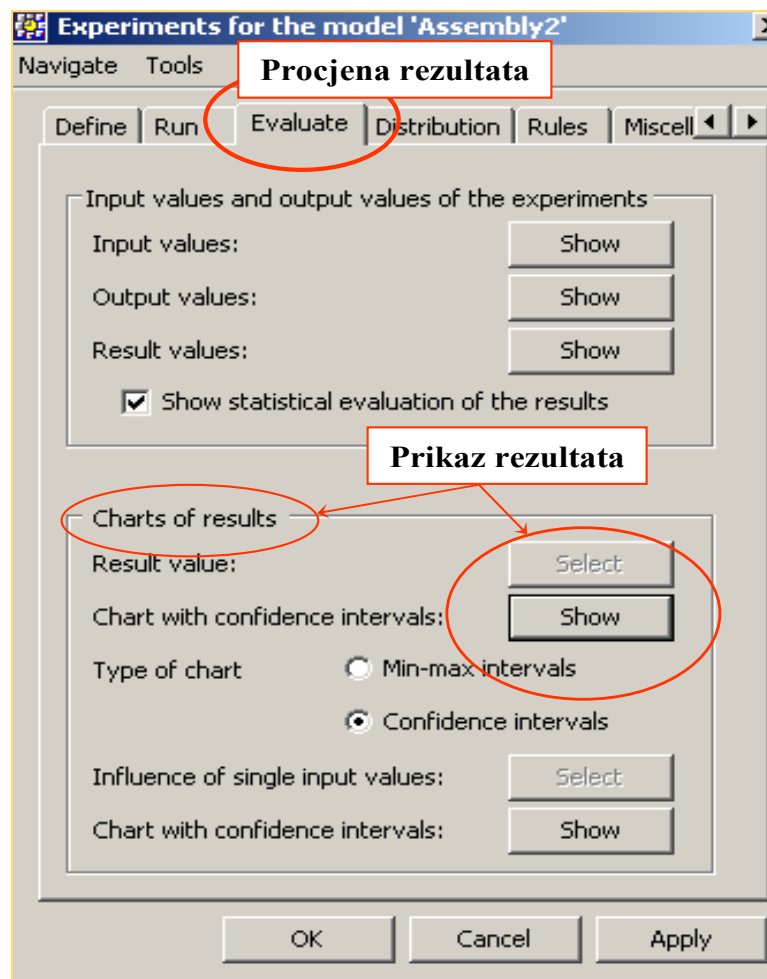 Experiments for the model 'Assembly2'
Navigate Tools
Procjena rezultata
Define Run Evaluate Distribution Rules Miscell
Input values and output values of the experiments
Input values: Show
Output values: Show
Result values: Show
Show statistical evaluation of the results
Prikaz rezultata
Charts of results
Result value: Select
Chart with confidence intervals: Show
Type of chart Min-max intervals
Confidence intervals
Influence of single input values: Select
Chart with confidence intervals: Show
OK Cancel Apply